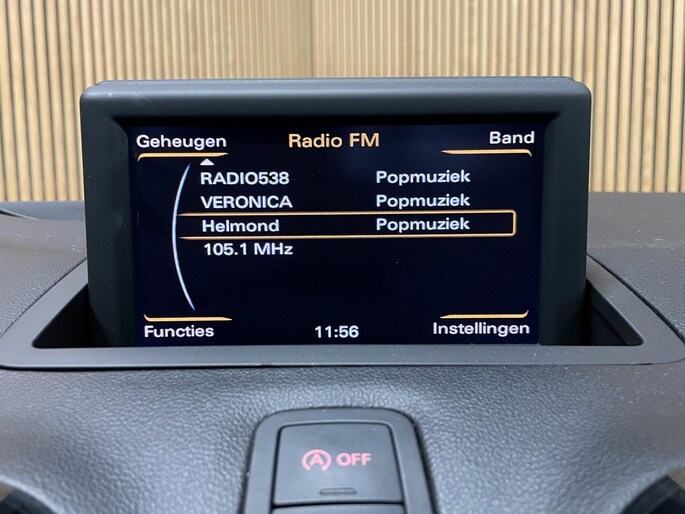 Geheugen Radio FM Band
RADIO538 Popmuziek
VERONICA Popmuziek
Helmond Popmuziek
105.1 MHz
Functies 11:56 Instellingen
A OFF